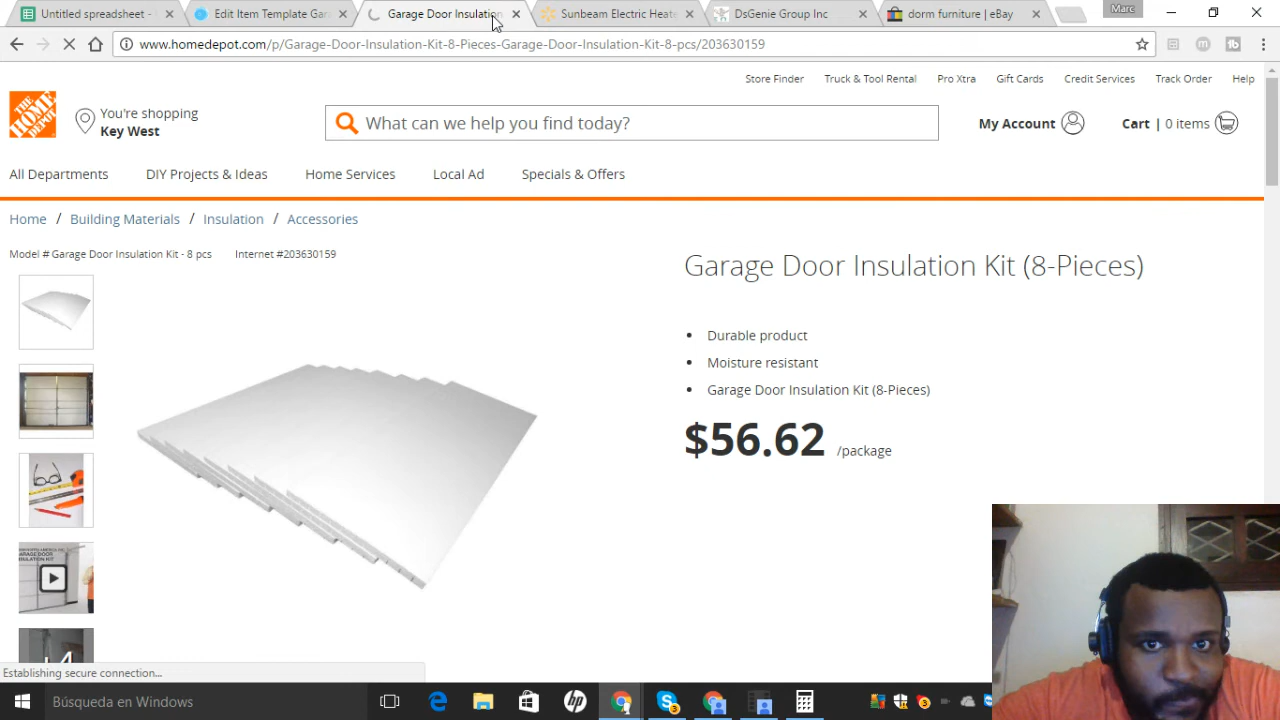 Untitled spreadsheet -
Edit Item Template Gar
Garage Door Insulation
Sunbeam Electric Heate
DsGenie Group Inc
dorm furniture | eBay
Marc
www.homedepot.com/p/Garage-Door-Insulation-Kit-8-Pieces-Garage-Door-Insulation-Kit-8-pcs/203630159
Store Finder Truck & Tool Rental Pro Xtra Gift Cards Credit Services Track Order Help
THE HOME DEPOT
You're shopping
Key West
What can we help you find today?
My Account
Cart | 0 items
All Departments DIY Projects & Ideas Home Services Local Ad Specials & Offers
Home / Building Materials / Insulation / Accessories
Model # Garage Door Insulation Kit - 8 pcs Internet #203630159
Garage Door Insulation Kit (8-Pieces)
• Durable product
• Moisture resistant
• Garage Door Insulation Kit (8-Pieces)
$56.62 /package
+4
Establishing secure connection...
Búsqueda en Windows